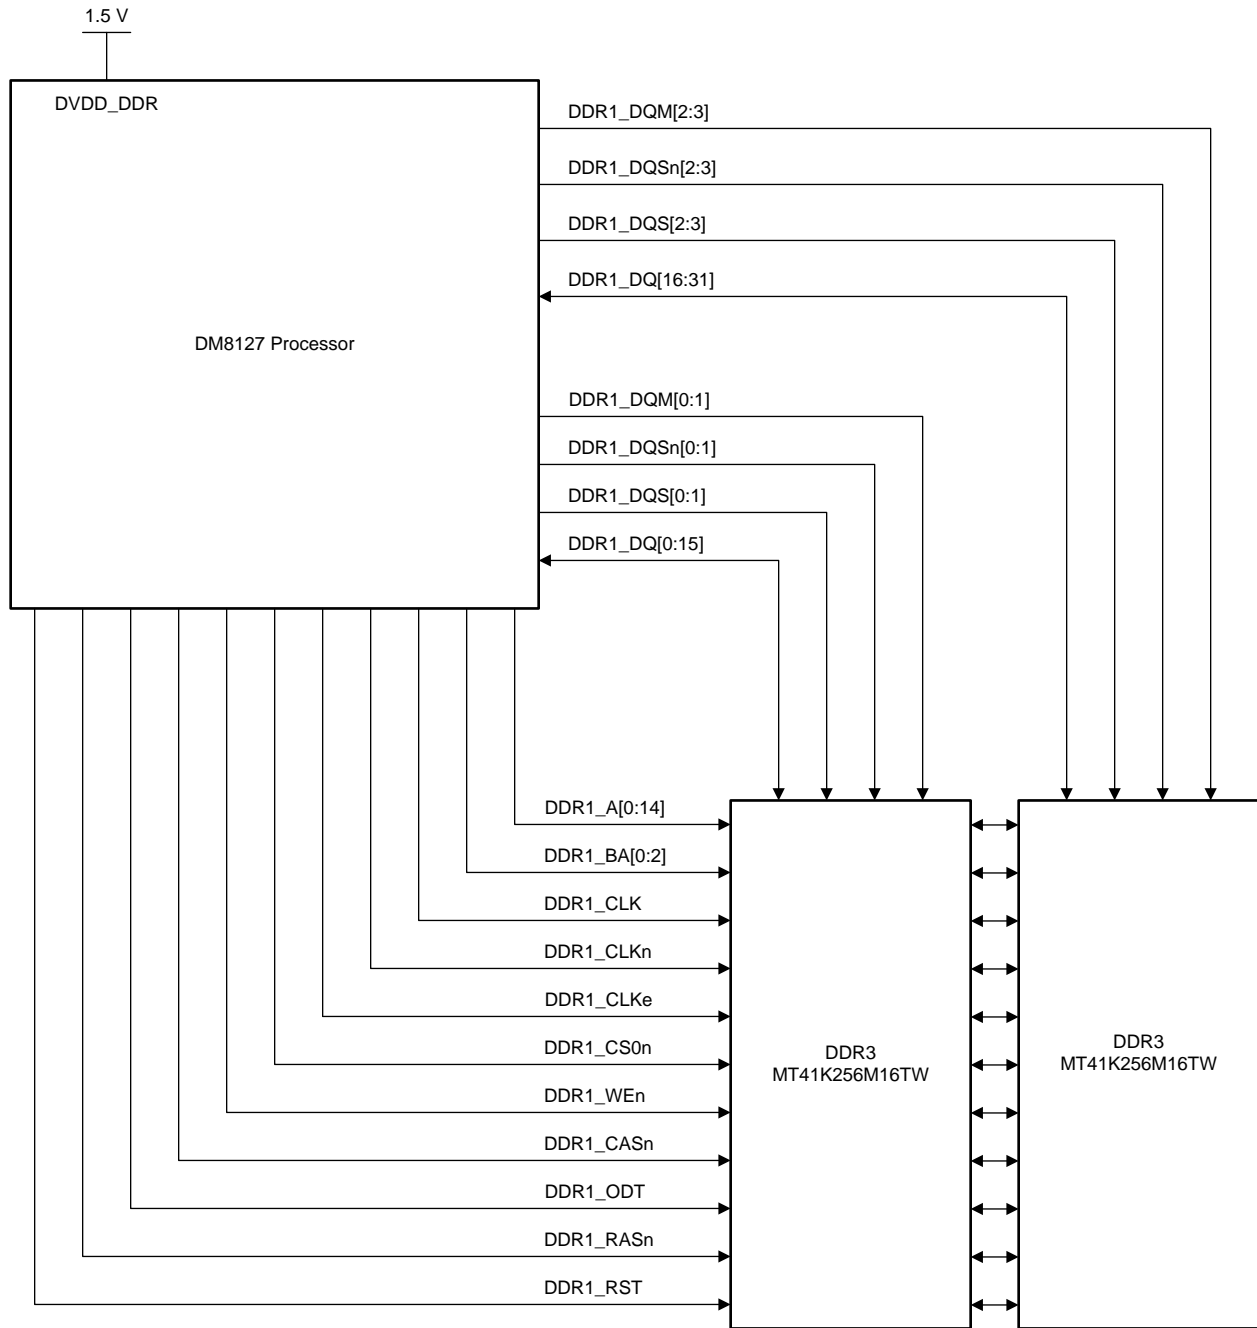 1.5 V
DVDD_DDR
DDR1_DQM[2:3]
DDR1_DQSn[2:3]
DDR1_DQS[2:3]
DDR1_DQ[16:31]
DM8127 Processor
DDR1_DQM[0:1]
DDR1_DQSn[0:1]
DDR1_DQS[0:1]
DDR1_DQ[0:15]
DDR1_A[0:14]
DDR1_BA[0:2]
DDR1_CLK
DDR1_CLKn
DDR1_CLKe
DDR1_CS0n
DDR1_WEn
DDR1_CASn
DDR1_ODT
DDR1_RASn
DDR1_RST
DDR3
MT41K256M16TW
DDR3
MT41K256M16TW